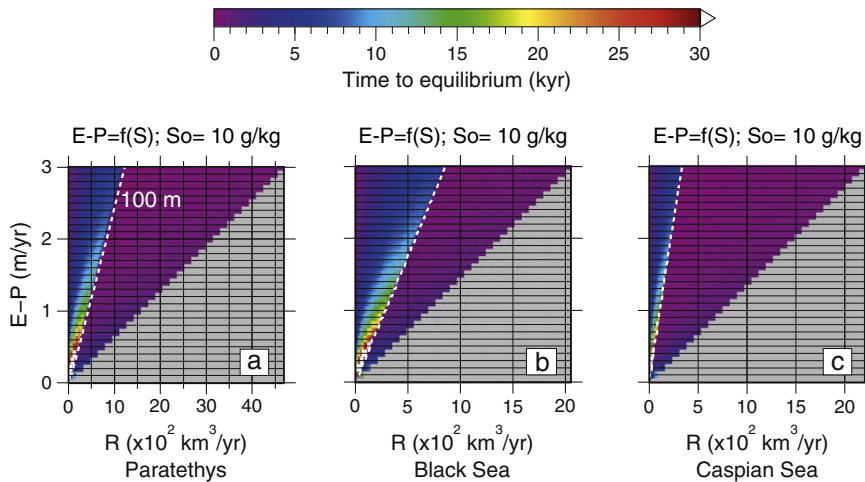 0 5 10 15 20 25 30
Time to equilibrium (kyr)
E-P=f(S); So= 10 g/kg E-P=f(S); So= 10 g/kg E-P=f(S); So= 10 g/kg
3
100 m
2
E−P (m/yr)
1
a b c
0
0 10 20 30 40 0 5 10 15 20 0 5 10 15 20
R (x10² km³/yr) R (x10² km³/yr) R (x10² km³/yr)
Paratethys Black Sea Caspian Sea